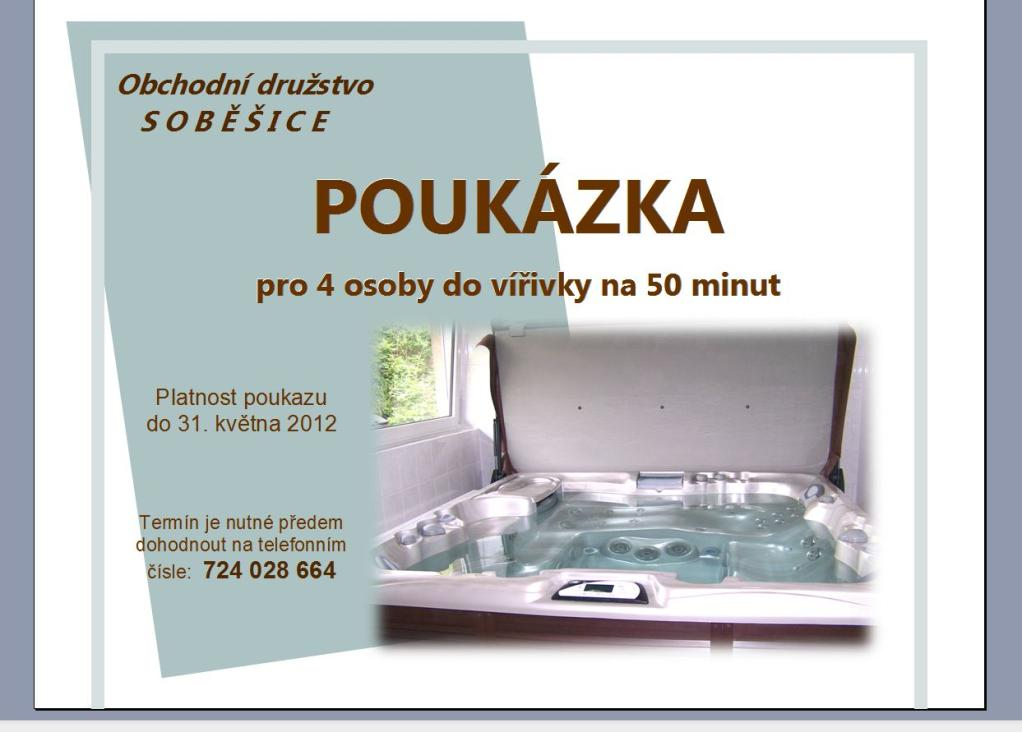 Obchodní družstvo
SOBĚŠICE
POUKÁZKA
pro 4 osoby do vířivky na 50 minut
Platnost poukazu
do 31. května 2012
Termín je nutné předem
dohodnout na telefonním
čísle: 724 028 664